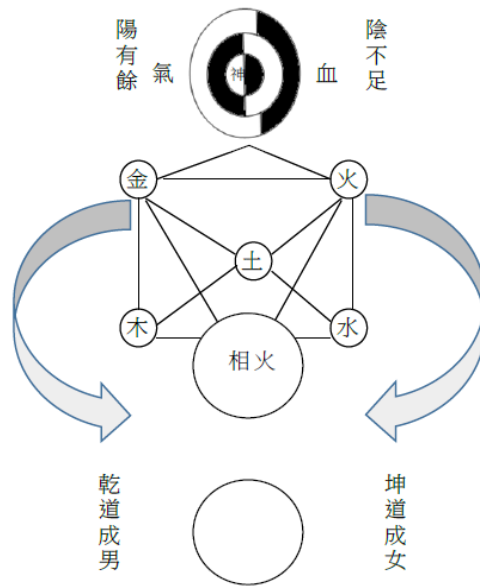 陽有餘
陰不足
氣
神
血
金
火
土
木
水
相火
乾道成男
坤道成女